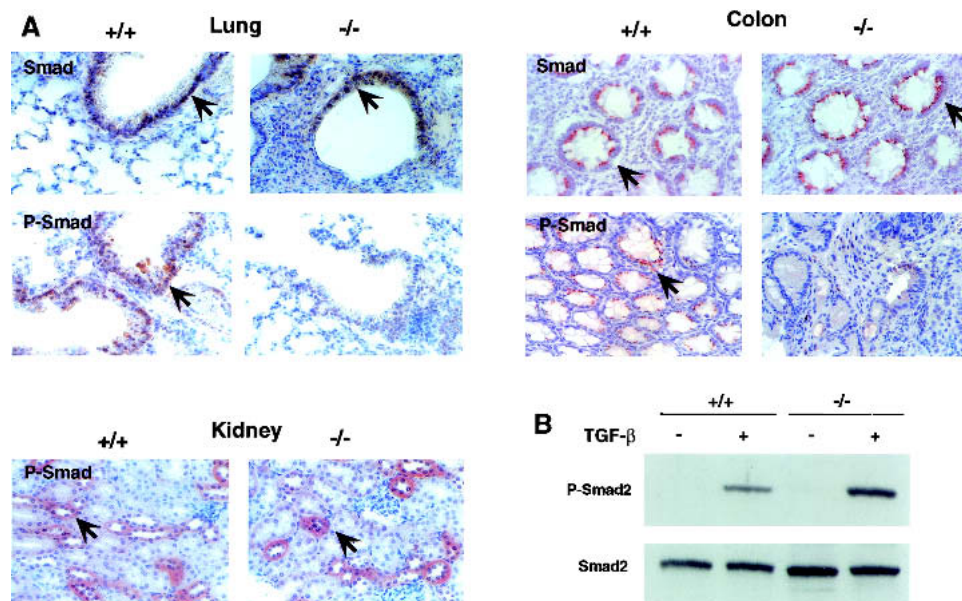 A Lung Colon
+/+ -/- +/+ -/-
Smad Smad
P-Smad P-Smad
Kidney
+/+ -/-
B +/+ -/-
TGF-β - + - +
P-Smad
P-Smad2
Smad2